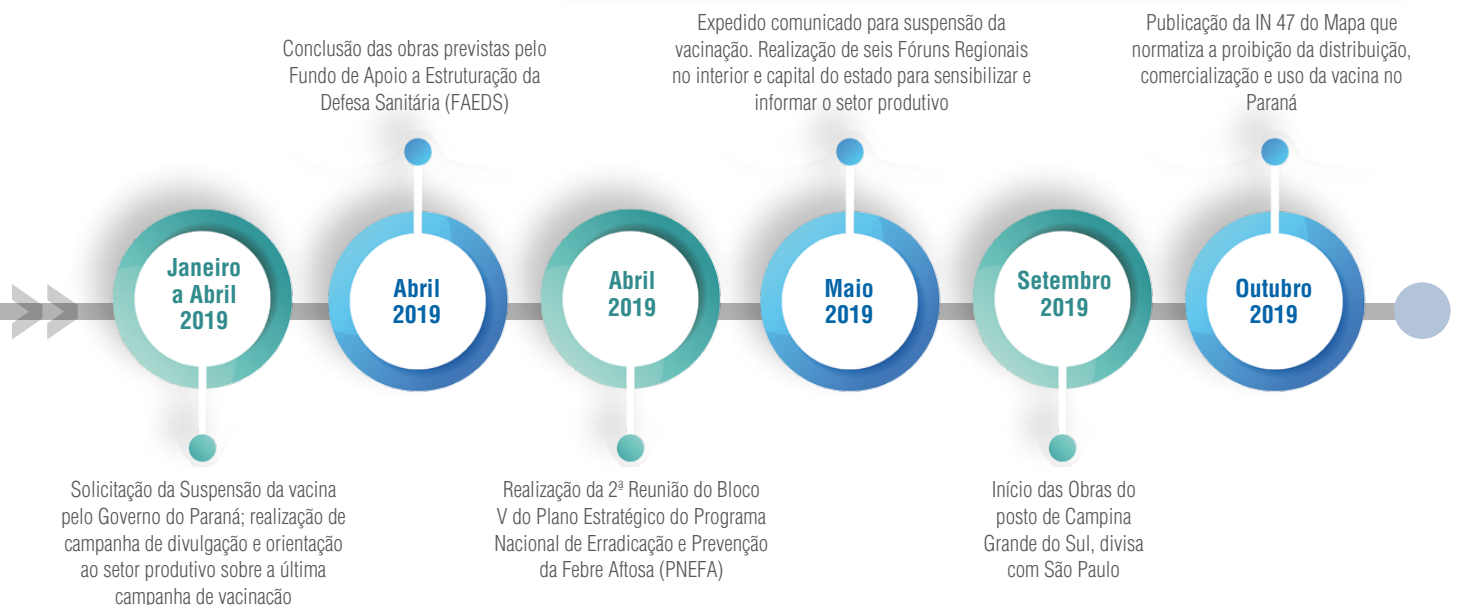 Janeiro
a Abril
2019
Solicitação da Suspensão da vacina
pelo Governo do Paraná; realização de
campanha de divulgação e orientação
ao setor produtivo sobre a última
campanha de vacinação
Conclusão das obras previstas pelo
Fundo de Apoio a Estruturação da
Defesa Sanitária (FAEDS)
Abril
2019
Abril
2019
Realização da 2ª Reunião do Bloco
V do Plano Estratégico do Programa
Nacional de Erradicação e Prevenção
da Febre Aftosa (PNEFA)
Expedido comunicado para suspensão da
vacinação. Realização de seis Fóruns Regionais
no interior e capital do estado para sensibilizar e
informar o setor produtivo
Maio
2019
Setembro
2019
Início das Obras do
posto de Campina
Grande do Sul, divisa
com São Paulo
Publicação da IN 47 do Mapa que
normatiza a proibição da distribuição,
comercialização e uso da vacina no
Paraná
Outubro
2019